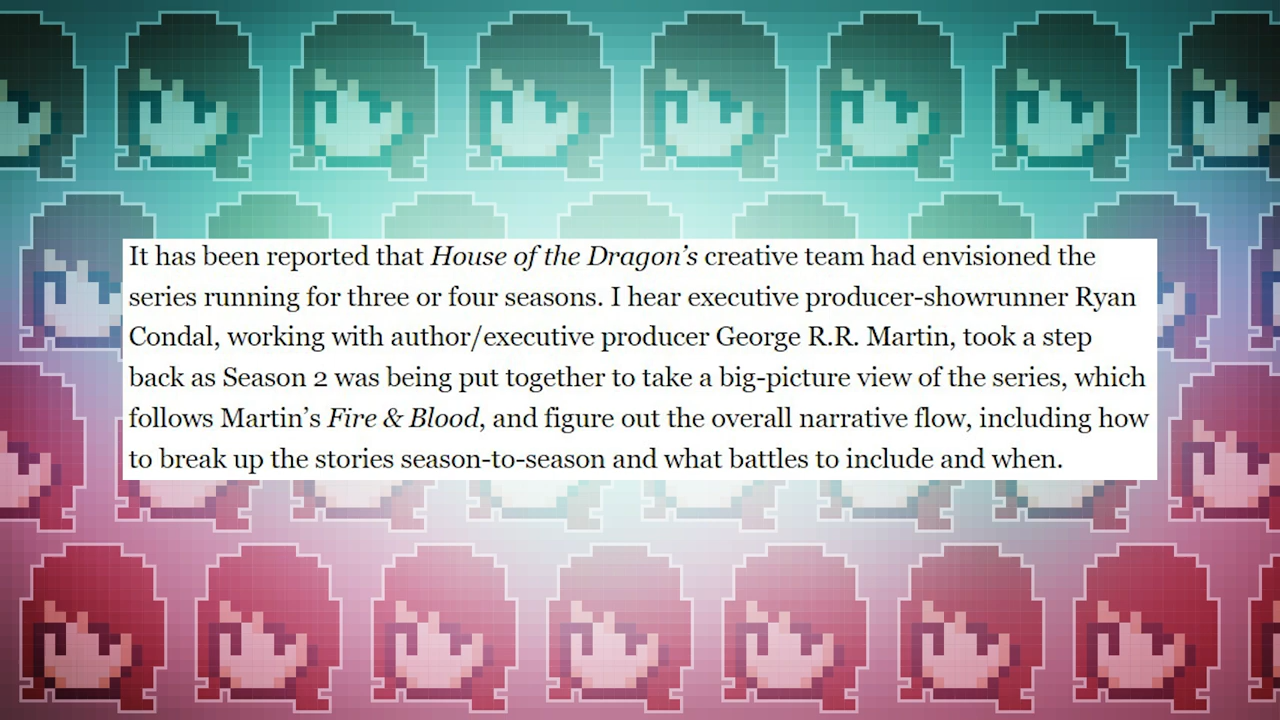 It has been reported that House of the Dragon’s creative team had envisioned the
series running for three or four seasons. I hear executive producer-showrunner Ryan
Condal, working with author/executive producer George R.R. Martin, took a step
back as Season 2 was being put together to take a big-picture view of the series, which
follows Martin’s Fire & Blood, and figure out the overall narrative flow, including how
to break up the stories season-to-season and what battles to include and when.